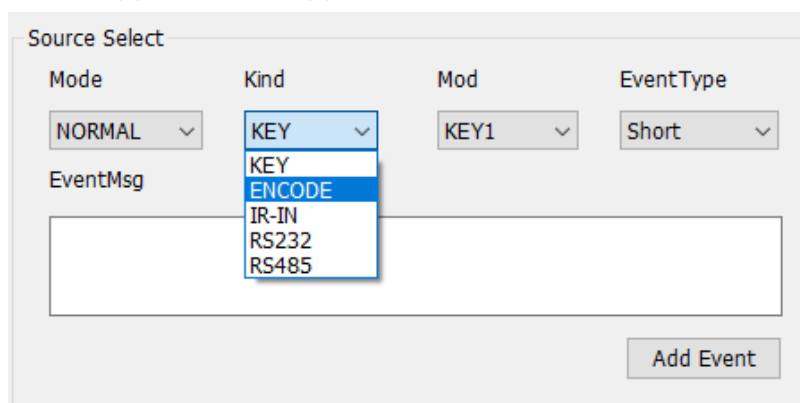 Source Select
Mode Kind Mod EventType
NORMAL KEY KEY1 Short
KEY
EventMsg ENCODE
IR-IN
RS232
RS485
Add Event